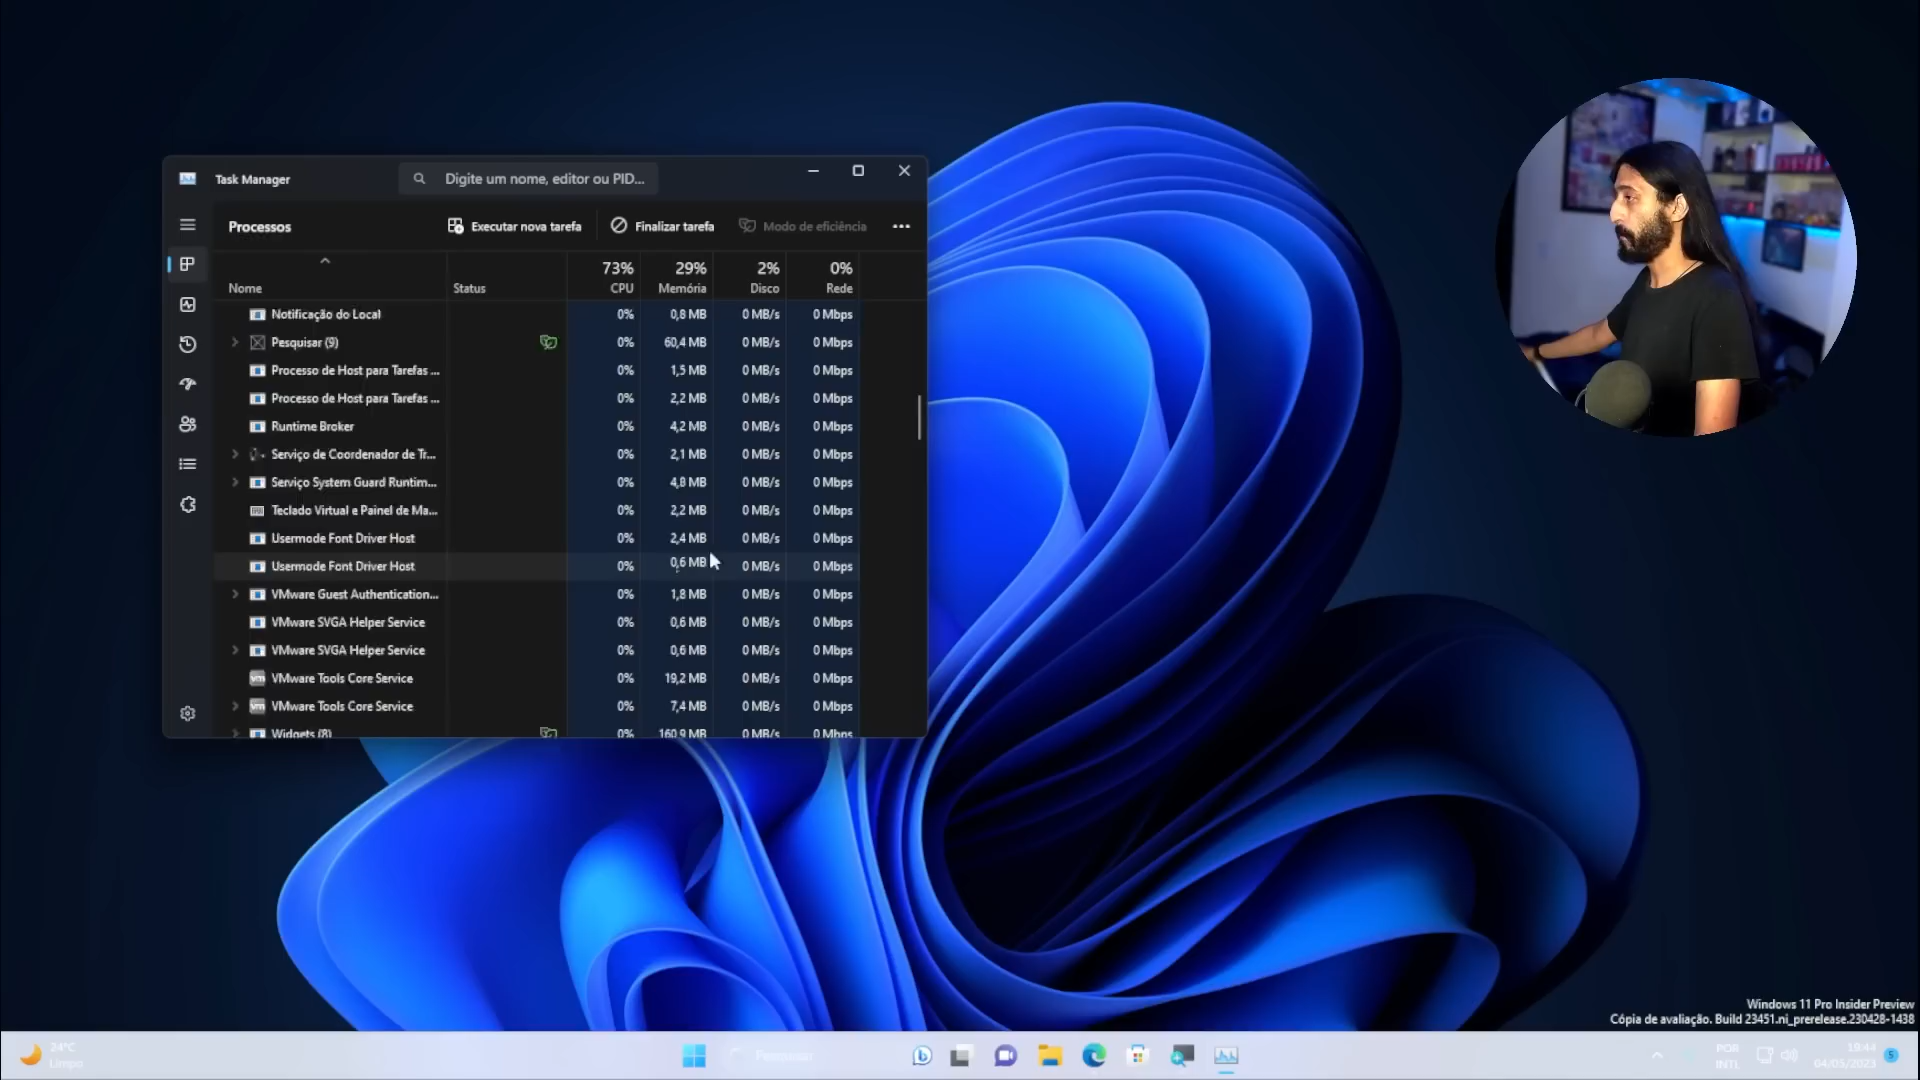 Task Manager
Digite um nome, editor ou PID...
Processos
Executar nova tarefa
Finalizar tarefa
Modo de eficiência
73% 29% 2% 0%
Nome Status CPU Memória Disco Rede
Notificação do Local 0% 0,8 MB 0 MB/s 0 Mbps
Pesquisar (9) 0% 60,4 MB 0 MB/s 0 Mbps
Processo de Host para Tarefas ... 0% 1,5 MB 0 MB/s 0 Mbps
Processo de Host para Tarefas ... 0% 2,2 MB 0 MB/s 0 Mbps
Runtime Broker 0% 4,2 MB 0 MB/s 0 Mbps
Serviço de Coordenador de Tr... 0% 2,1 MB 0 MB/s 0 Mbps
Serviço System Guard Runtim... 0% 4,8 MB 0 MB/s 0 Mbps
Teclado Virtual e Painel de Ma... 0% 2,2 MB 0 MB/s 0 Mbps
Usermode Font Driver Host 0% 2,4 MB 0 MB/s 0 Mbps
Usermode Font Driver Host 0% 0,6 MB 0 MB/s 0 Mbps
VMware Guest Authentication... 0% 1,8 MB 0 MB/s 0 Mbps
VMware SVGA Helper Service 0% 0,6 MB 0 MB/s 0 Mbps
VMware SVGA Helper Service 0% 0,6 MB 0 MB/s 0 Mbps
VMware Tools Core Service 0% 19,2 MB 0 MB/s 0 Mbps
VMware Tools Core Service 0% 7,4 MB 0 MB/s 0 Mbps
Widgets (8) 0% 160,9 MB 0 MB/s 0 Mbps
Windows 11 Pro Insider Preview
Cópia de avaliação. Build 23451.ni_prerelease.230428-1438
24°C
Limpo
Pesquisar
POR
INTL
19:44
04/05/2023
5